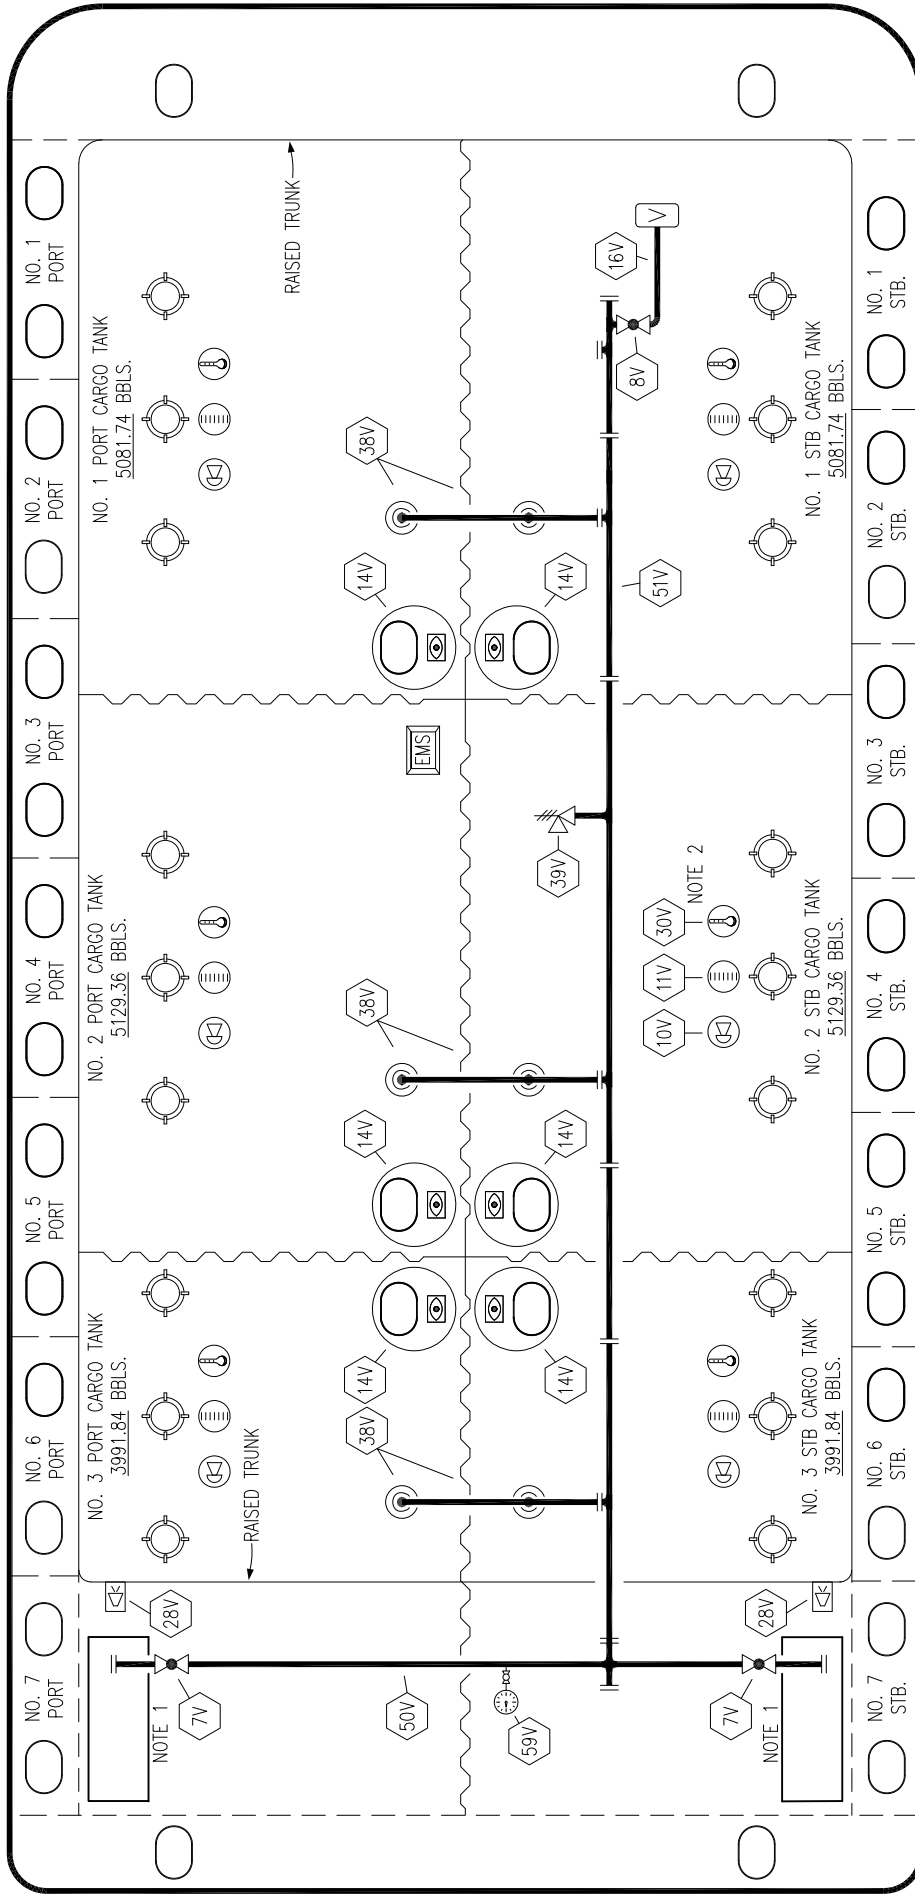 NO. 7
PORT
NO. 6
PORT
NO. 5
PORT
NO. 4
PORT
NO. 3
PORT
NO. 2
PORT
NO. 1
PORT
NO. 3 PORT CARGO TANK
3991.84 BBLS.
NO. 2 PORT CARGO TANK
5129.36 BBLS.
NO. 1 PORT CARGO TANK
5081.74 BBLS.
NOTE 1
28V
7V
RAISED TRUNK
RAISED TRUNK
14V
38V
14V
38V
14V
38V
50V
EMS
59V
14V
14V
39V
14V
16V
8V
V
51V
10V
11V
30V
NOTE 2
7V
28V
NOTE 1
NO. 3 STB CARGO TANK
3991.84 BBLS.
NO. 2 STB CARGO TANK
5129.36 BBLS.
NO. 1 STB CARGO TANK
5081.74 BBLS.
NO. 7
STB.
NO. 6
STB.
NO. 5
STB.
NO. 4
STB.
NO. 3
STB.
NO. 2
STB.
NO. 1
STB.